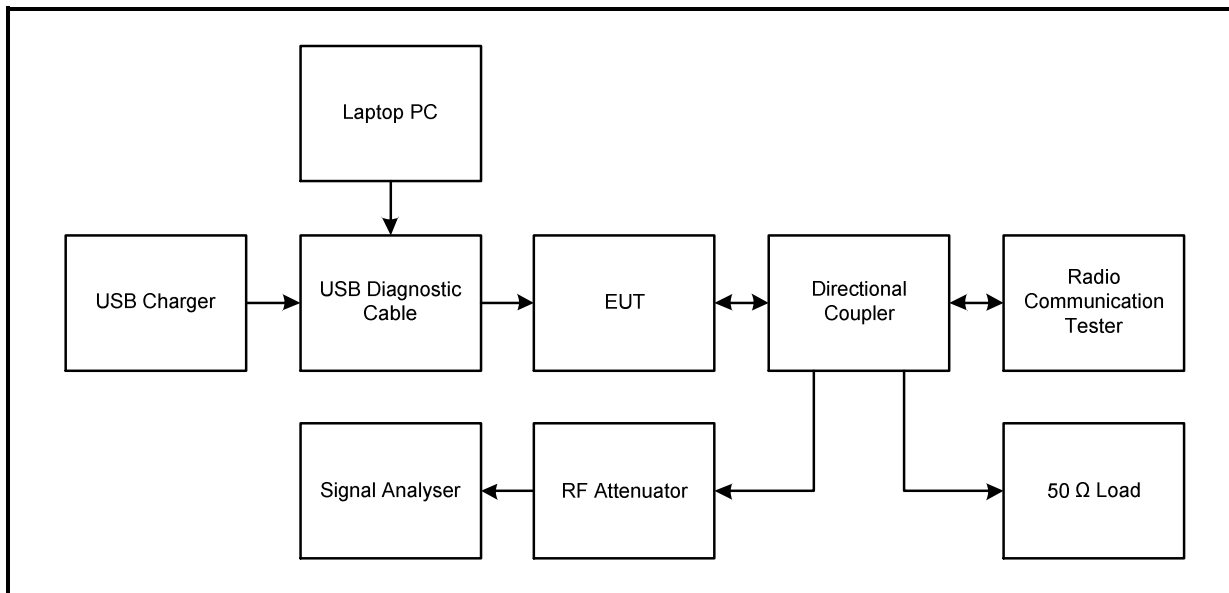 Laptop PC
USB Charger
USB Diagnostic
Cable
EUT
Directional
Coupler
Radio
Communication
Tester
Signal Analyser
RF Attenuator
50 Ω Load